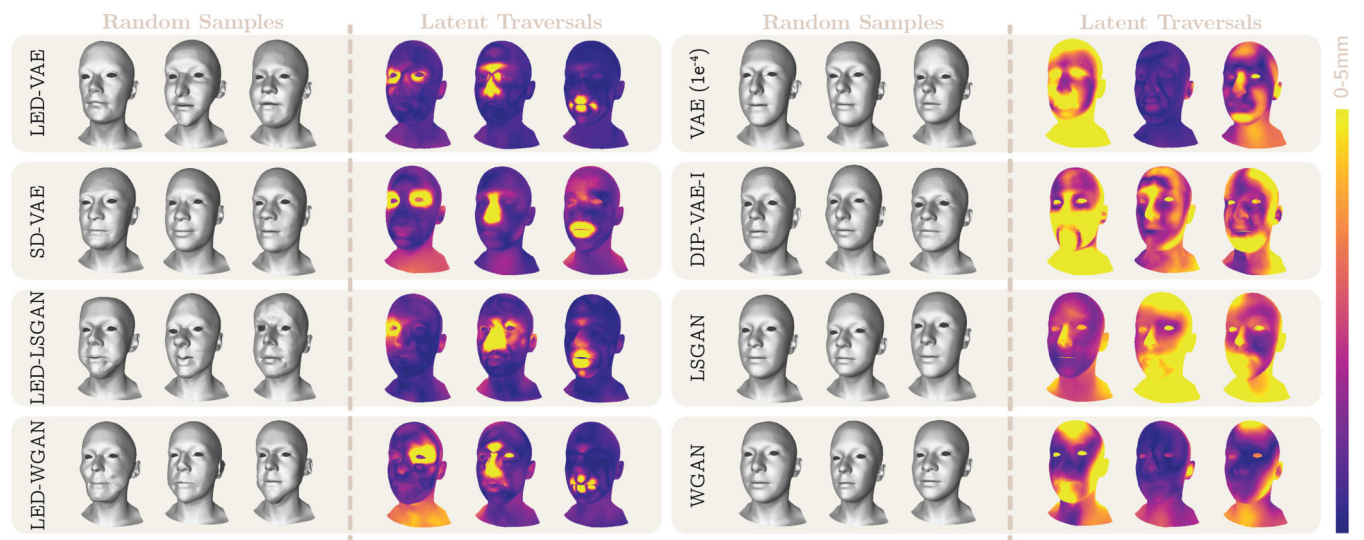 Random Samples
Latent Traversals
Random Samples
Latent Traversals
LED-VAE
VAE (1e⁻⁴)
0-5mm
SD-VAE
DIP-VAE-I
LED-LSGAN
LSGAN
LED-WGAN
WGAN